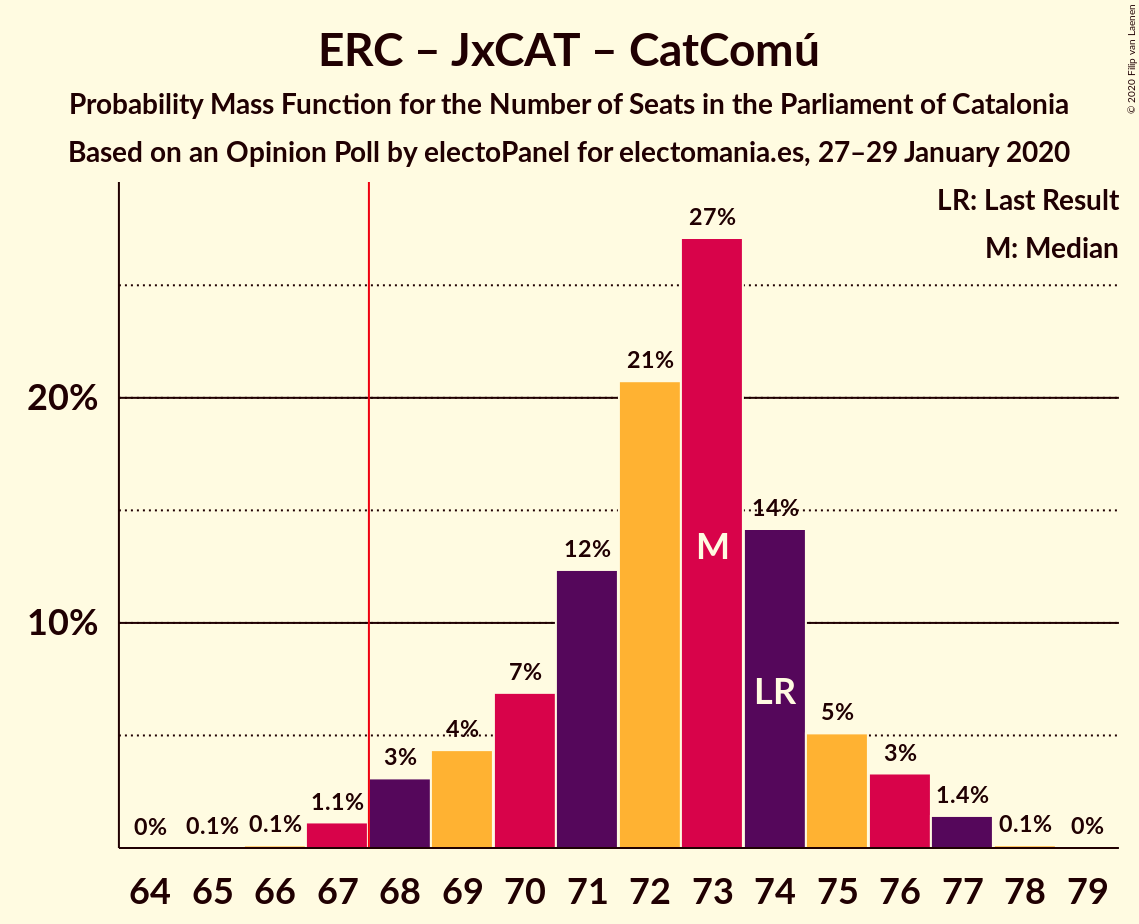 ERC – JxCAT – CatComú
Probability Mass Function for the Number of Seats in the Parliament of Catalonia
Based on an Opinion Poll by electoPanel for electomania.es, 27–29 January 2020
© 2020 Filip van Laenen
LR: Last Result
M: Median
27%
21%
20%
14%
12%
M
10%
7%
LR
5%
4%
3%
3%
1.1%
1.4%
0%
0.1%
0.1%
0.1%
0%
64 65 66 67 68 69 70 71 72 73 74 75 76 77 78 79